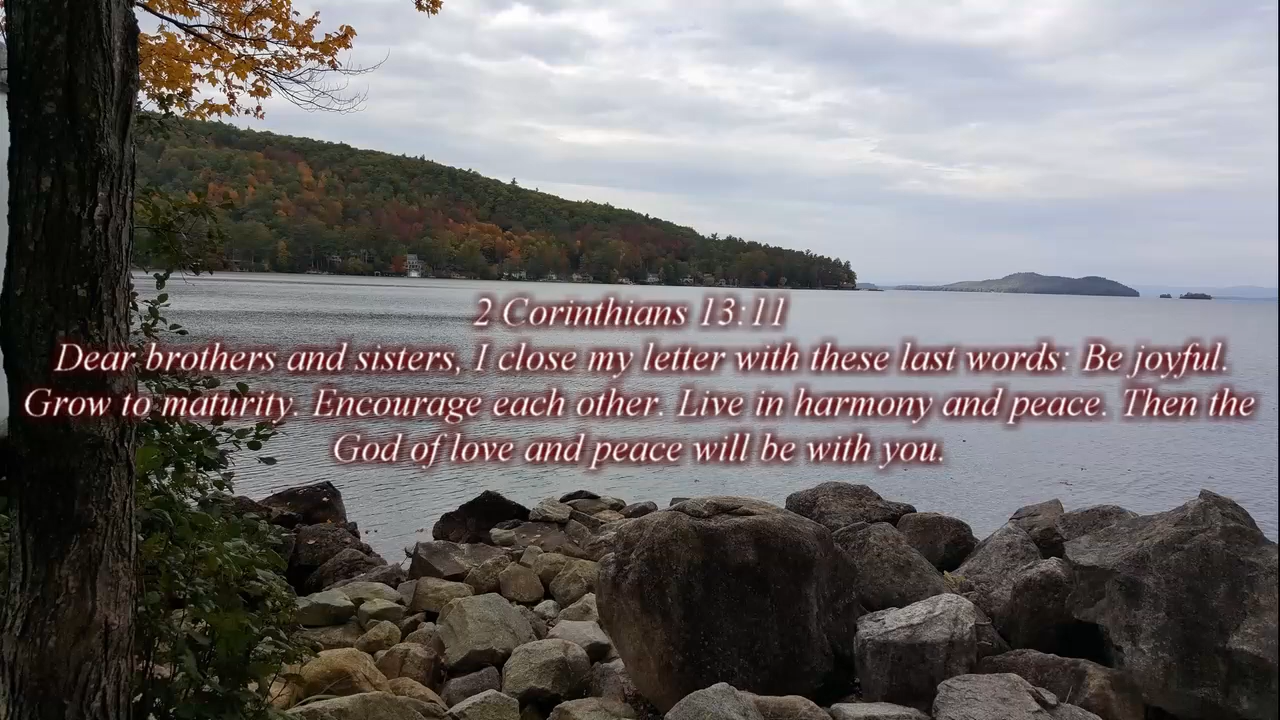 2 Corinthians 13:11
Dear brothers and sisters, I close my letter with these last words: Be joyful.
Grow to maturity. Encourage each other. Live in harmony and peace. Then the
God of love and peace will be with you.